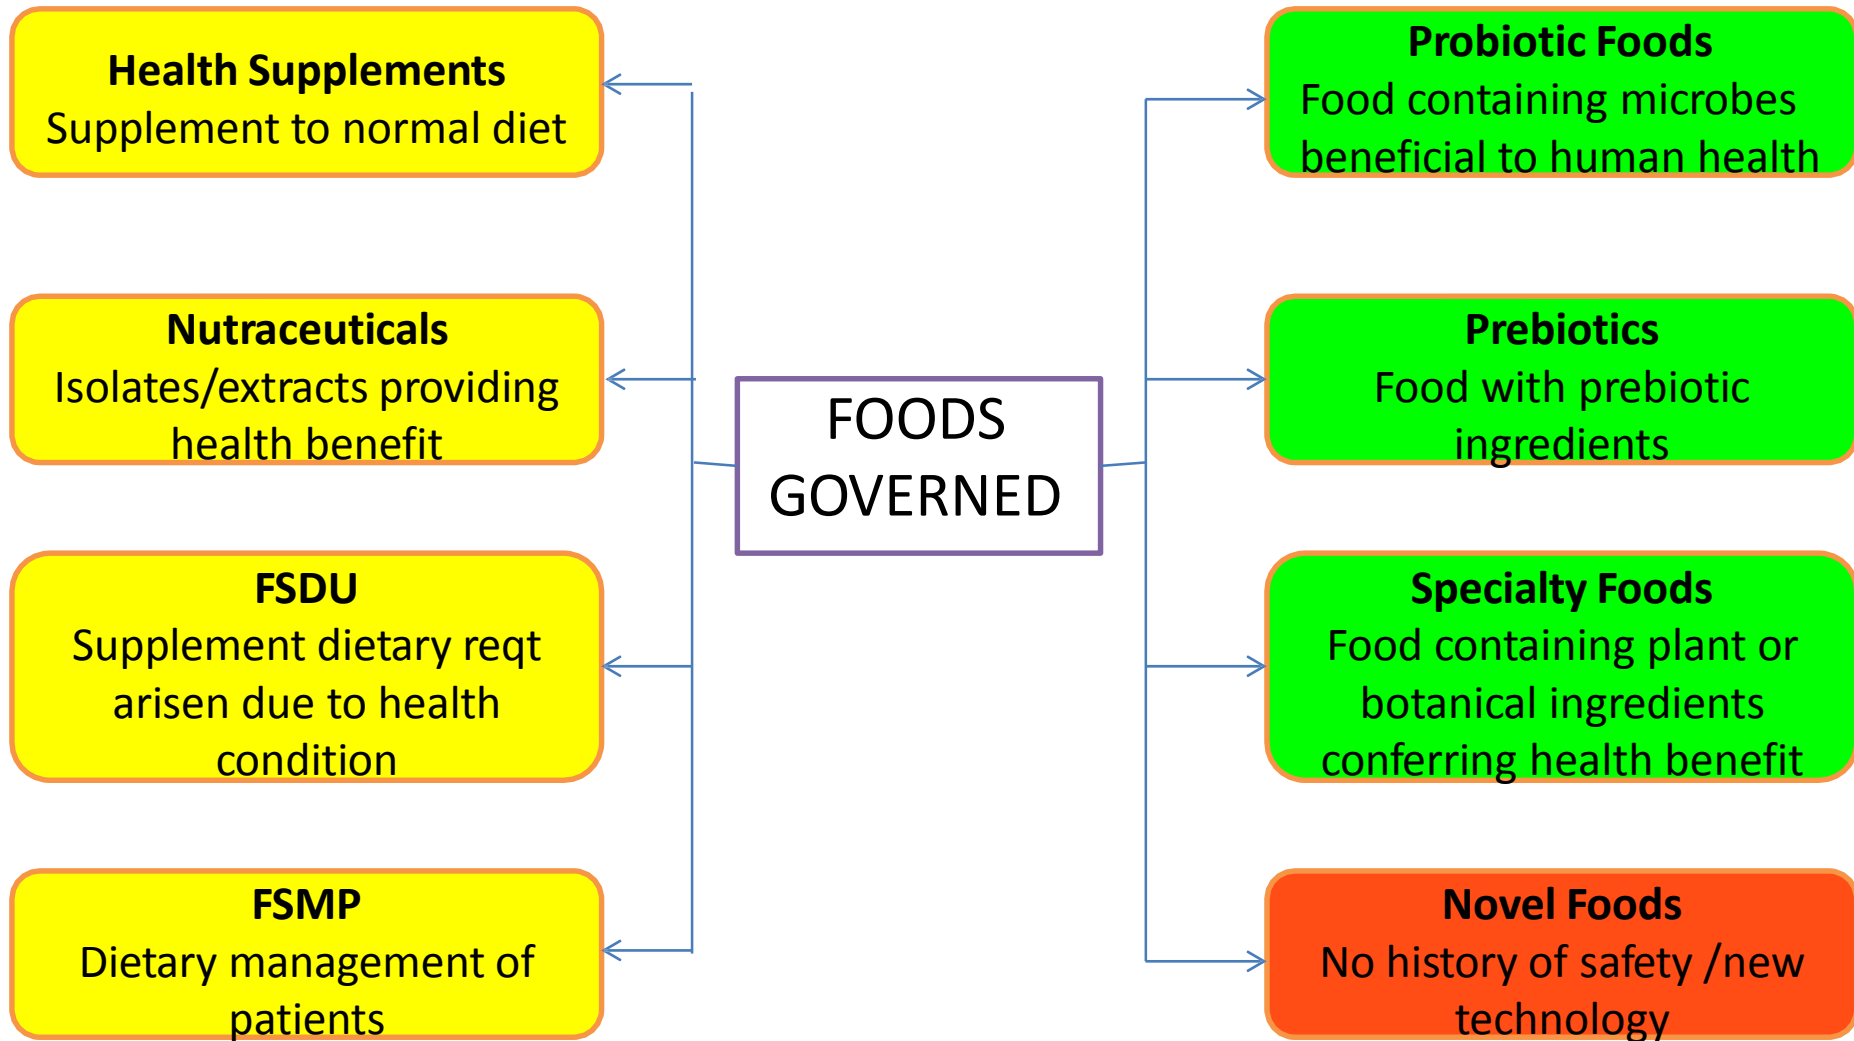 Health Supplements
Supplement to normal diet
Nutraceuticals
Isolates/extracts providing
health benefit
FSDU
Supplement dietary reqt
arisen due to health
condition
FSMP
Dietary management of
patients
FOODS
GOVERNED
Probiotic Foods
Food containing microbes
beneficial to human health
Prebiotics
Food with prebiotic
ingredients
Specialty Foods
Food containing plant or
botanical ingredients
conferring health benefit
Novel Foods
No history of safety /new
technology